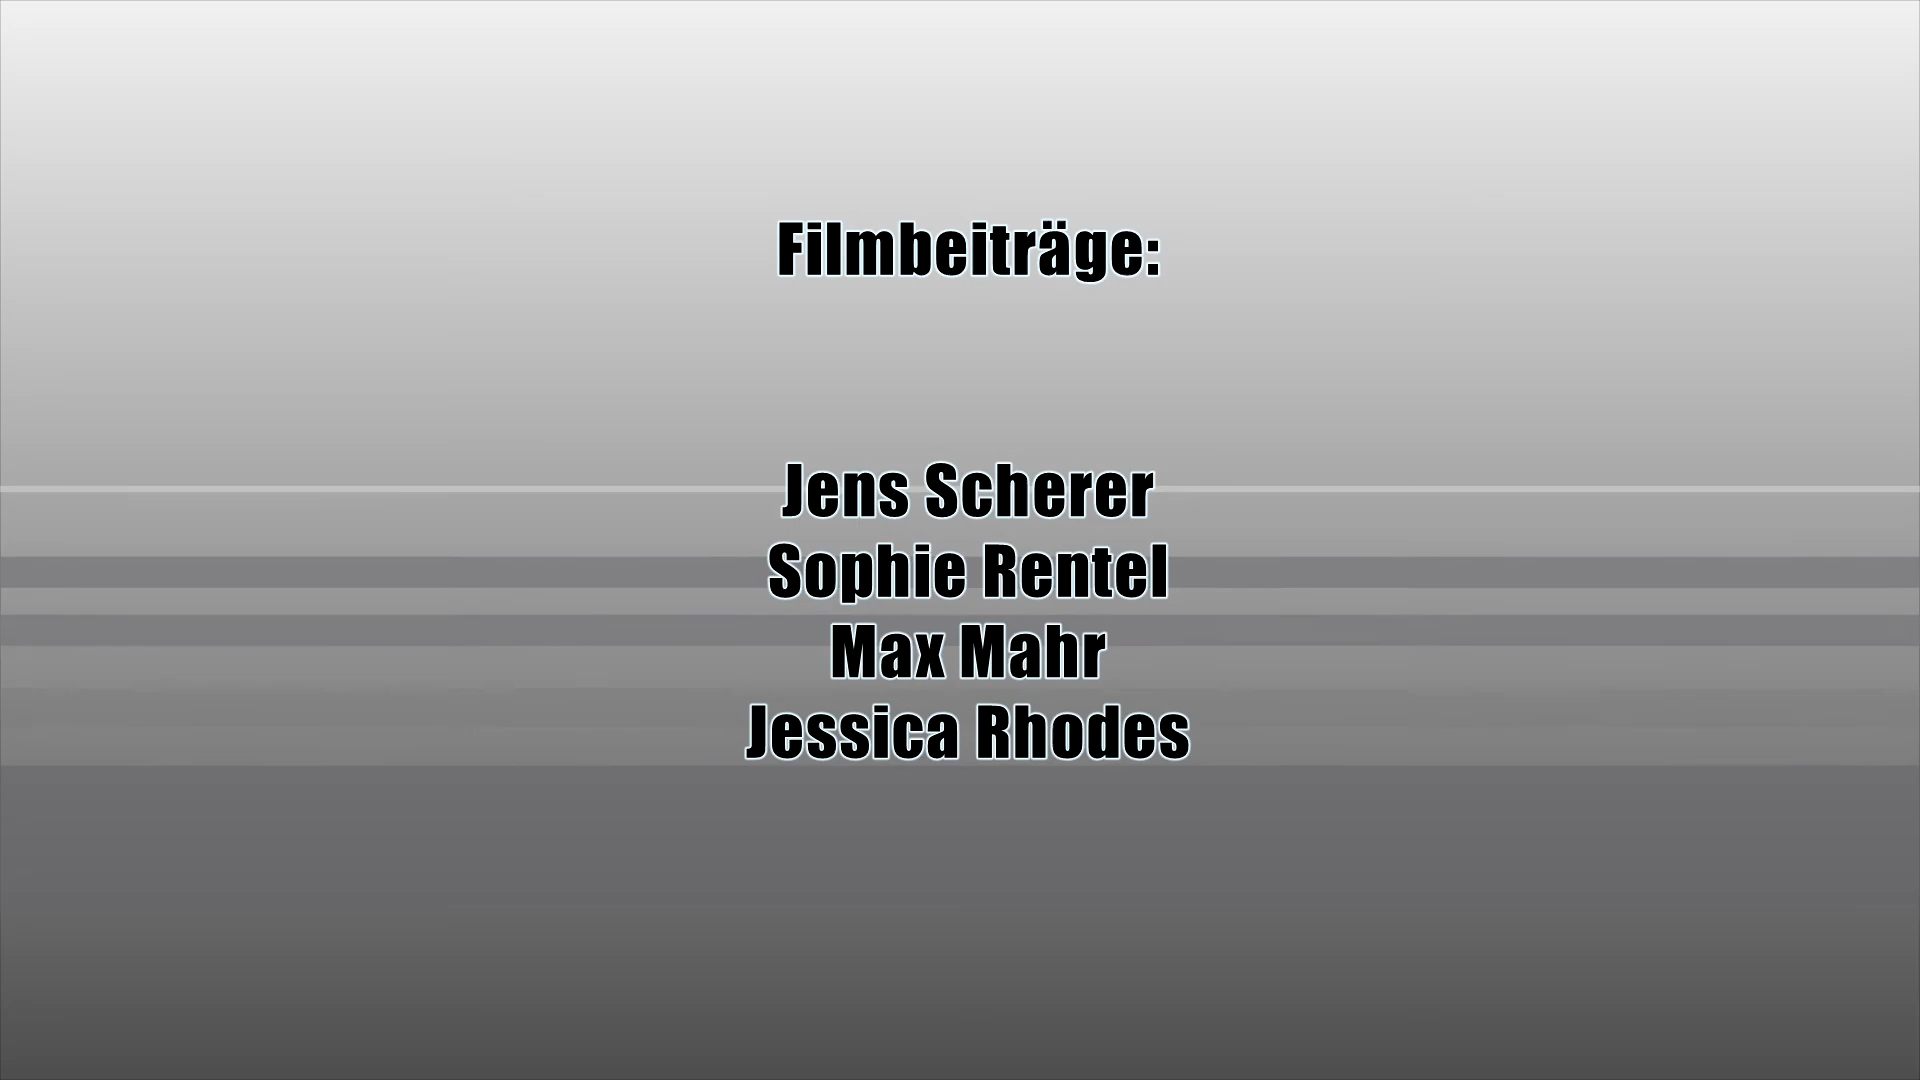 Filmbeiträge:
Jens Scherer
Sophie Rentel
Max Mahr
Jessica Rhodes